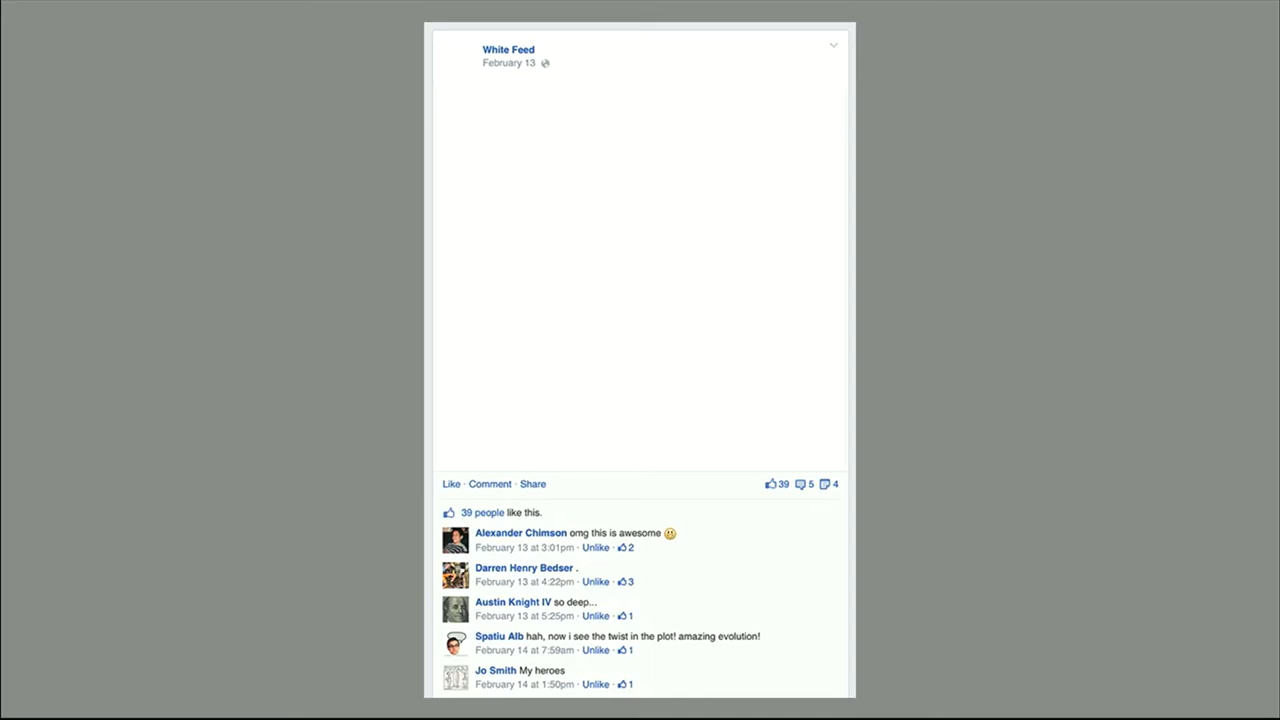 White Feed
February 13
Like · Comment · Share 39 5 4
39 people like this.
Alexander Chimson omg this is awesome
February 13 at 3:01pm · Unlike · 2
Darren Henry Bedser .
February 13 at 4:22pm · Unlike · 3
Austin Knight IV so deep...
February 13 at 5:25pm · Unlike · 1
Spatiu Alb hah, now i see the twist in the plot! amazing evolution!
February 14 at 7:59am · Unlike · 1
Jo Smith My heroes
February 14 at 1:50pm · Unlike · 1